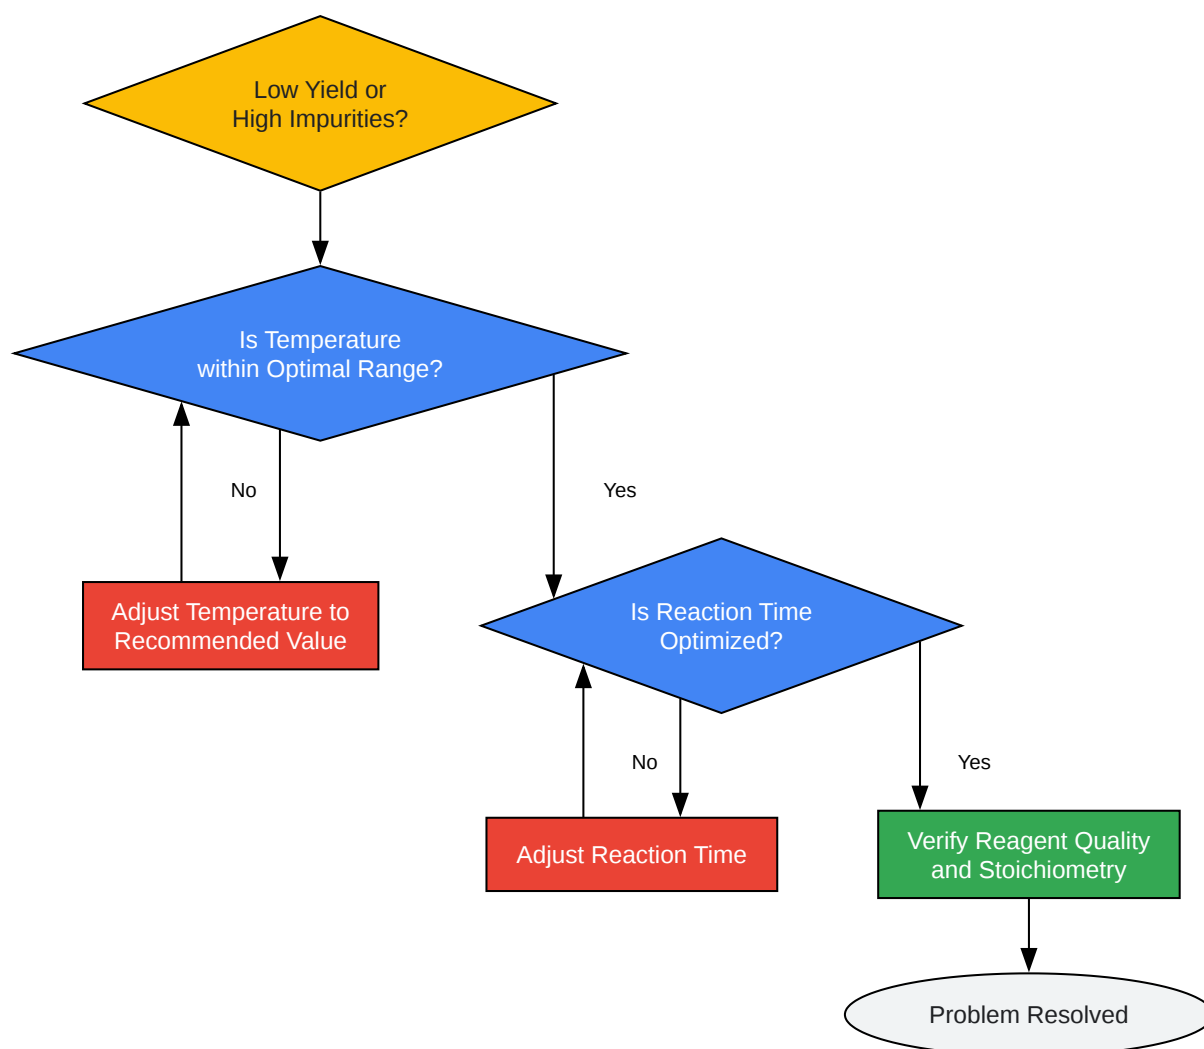 Low Yield or
High Impurities?
Is Temperature
within Optimal Range?
No
Yes
Adjust Temperature to
Recommended Value
Is Reaction Time
Optimized?
No
Yes
Adjust Reaction Time
Verify Reagent Quality
and Stoichiometry
Problem Resolved